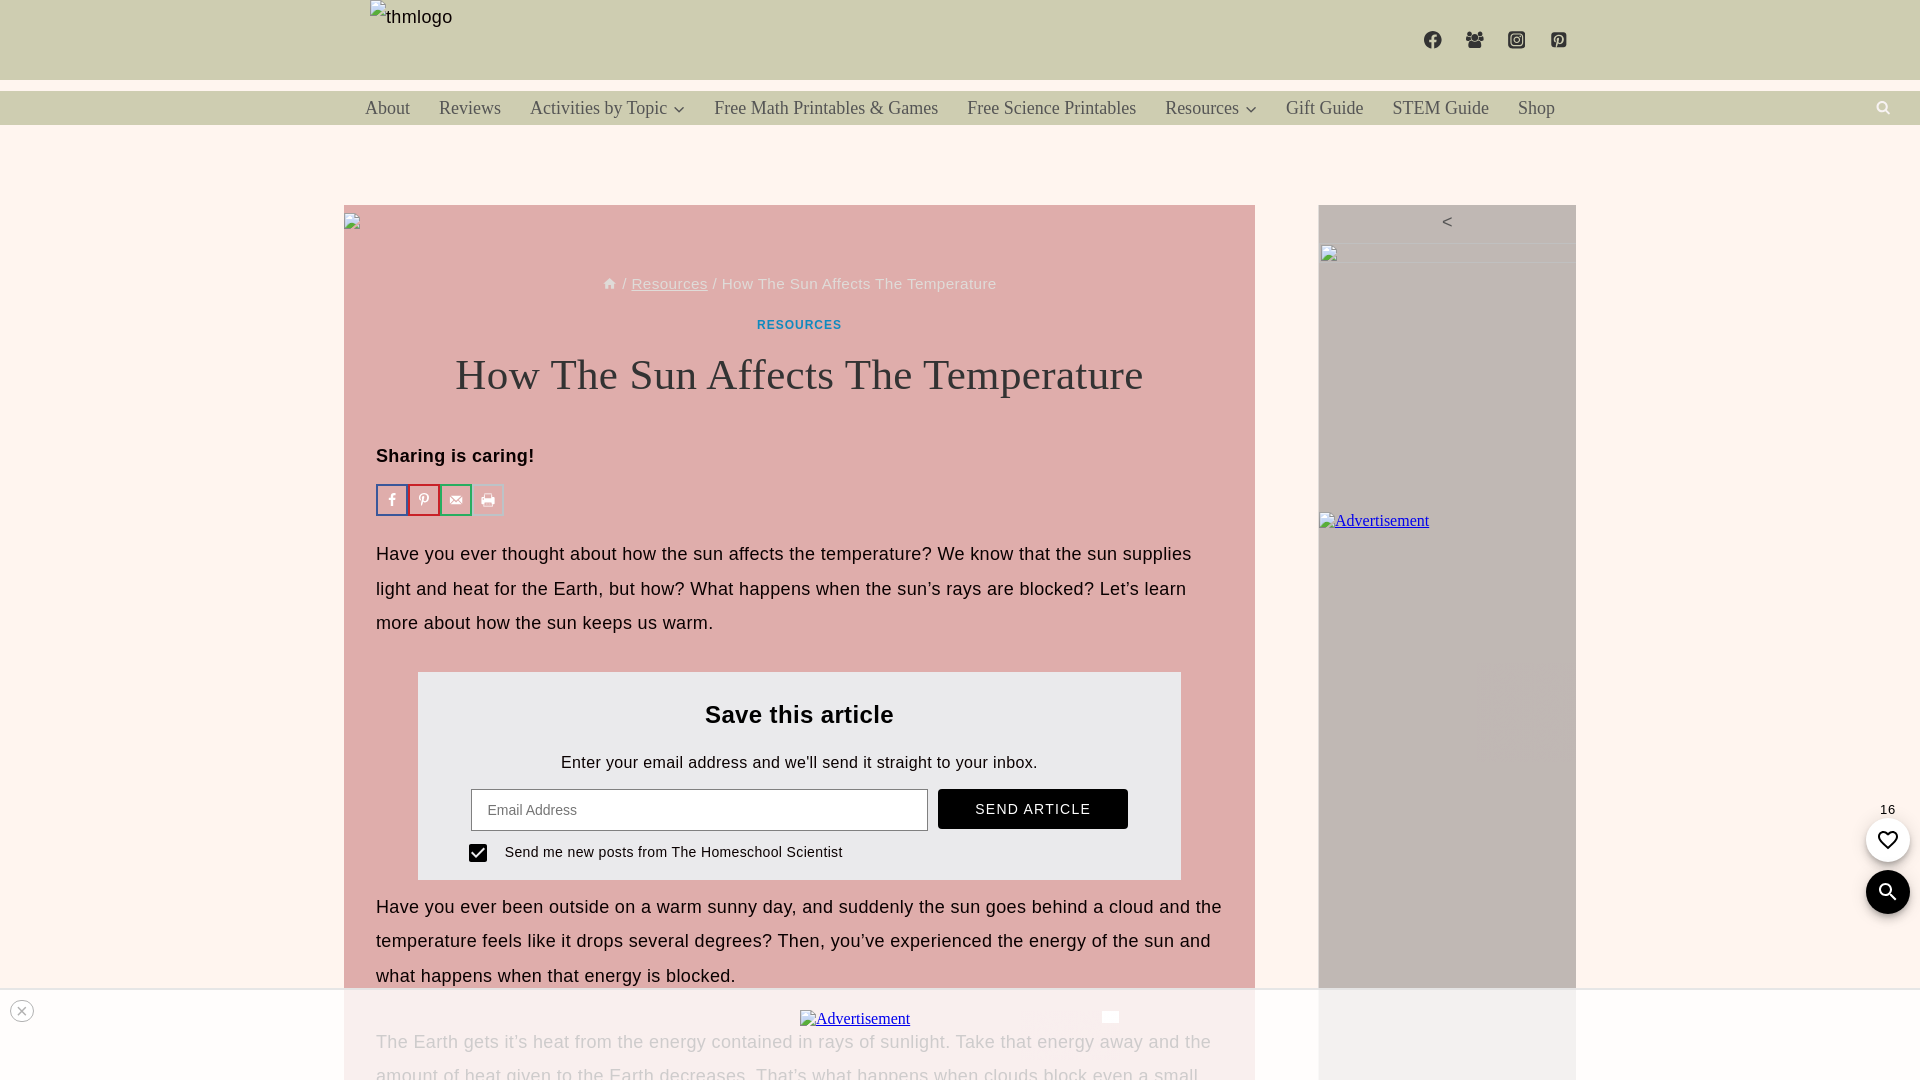 thmlogo
About Reviews Activities by Topic Free Math Printables & Games Free Science Printables Resources Gift Guide STEM Guide Shop
<
/ Resources / How The Sun Affects The Temperature
RESOURCES
How The Sun Affects The Temperature
Sharing is caring!
Have you ever thought about how the sun affects the temperature? We know that the sun supplies
light and heat for the Earth, but how? What happens when the sun’s rays are blocked? Let’s learn
more about how the sun keeps us warm.
Advertisement
Save this article
Enter your email address and we'll send it straight to your inbox.
Email Address
SEND ARTICLE
Send me new posts from The Homeschool Scientist
16
Have you ever been outside on a warm sunny day, and suddenly the sun goes behind a cloud and the
temperature feels like it drops several degrees? Then, you’ve experienced the energy of the sun and
what happens when that energy is blocked.
Advertisement
The Earth gets it’s heat from the energy contained in rays of sunlight. Take that energy away and the
amount of heat given to the Earth decreases. That’s what happens when clouds block even a small